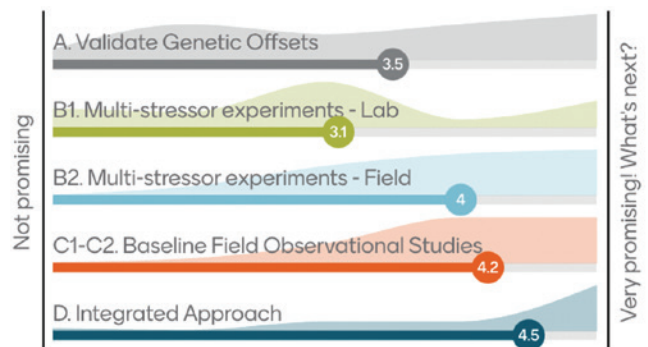 A. Validate Genetic Offsets
3.5
B1. Multi-stressor experiments - Lab
3.1
B2. Multi-stressor experiments - Field
4
C1-C2. Baseline Field Observational Studies
4.2
D. Integrated Approach
4.5
Not promising
Very promising! What's next?